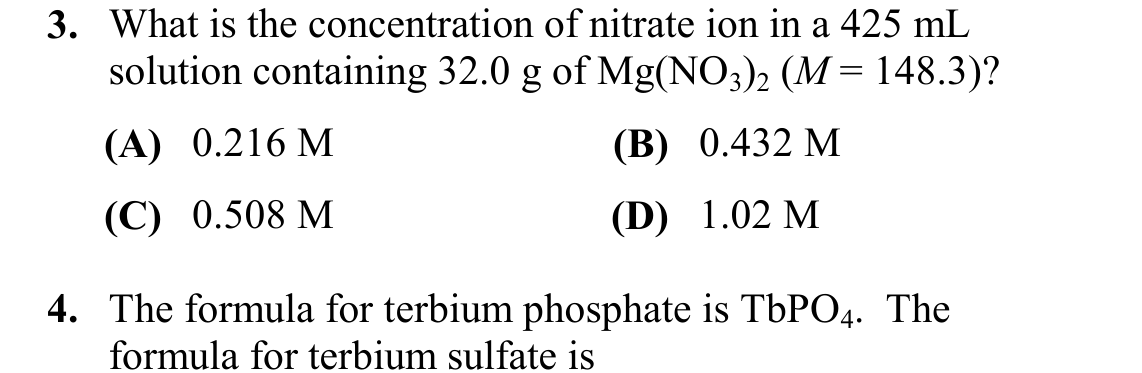 3. What is the concentration of nitrate ion in a 425 mL
solution containing 32.0 g of Mg(NO₃)₂ (M = 148.3)?
(A) 0.216 M (B) 0.432 M
(C) 0.508 M (D) 1.02 M
4. The formula for terbium phosphate is TbPO₄. The
formula for terbium sulfate is